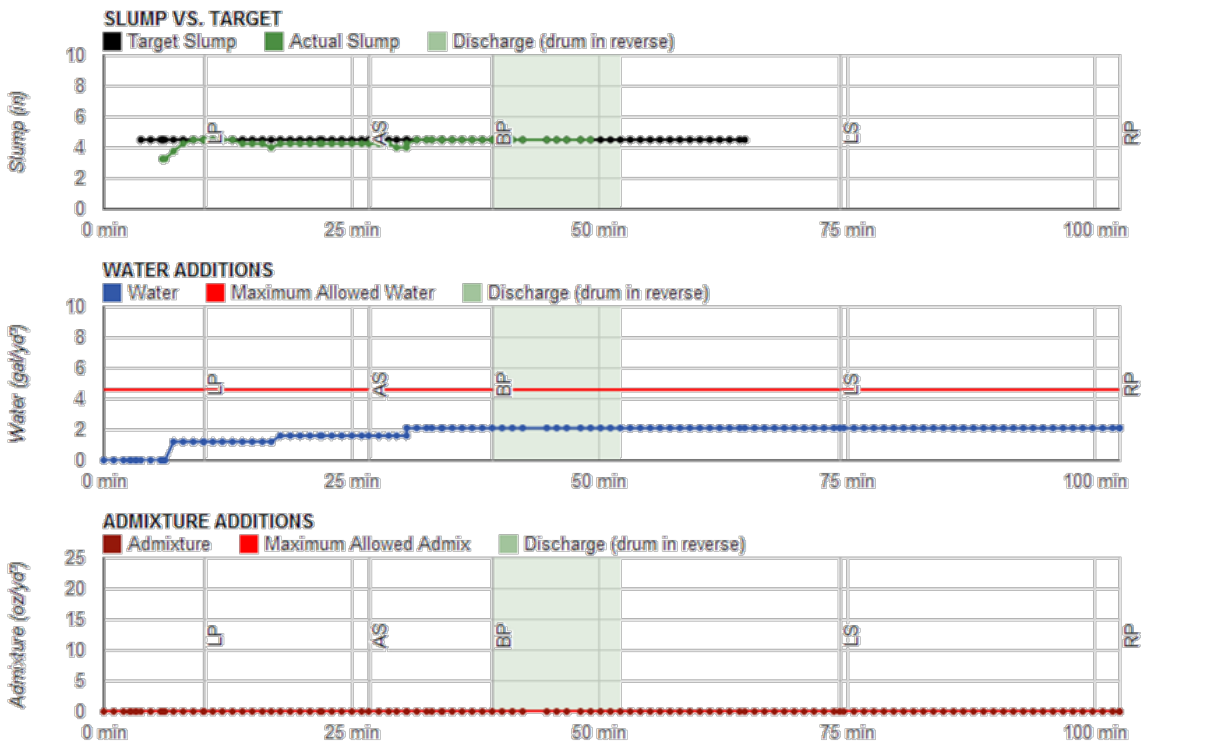 SLUMP VS. TARGET
Target Slump Actual Slump Discharge (drum in reverse)
Slump (in)
10
8
6
4
2
0
LP AS BP LS RP
0 min 25 min 50 min 75 min 100 min
WATER ADDITIONS
Water Maximum Allowed Water Discharge (drum in reverse)
Water (gal/yd³)
10
8
6
4
2
0
LP AS BP LS RP
0 min 25 min 50 min 75 min 100 min
ADMIXTURE ADDITIONS
Admixture Maximum Allowed Admix Discharge (drum in reverse)
Admixture (oz/yd³)
25
20
15
10
5
0
LP AS BP LS RP
0 min 25 min 50 min 75 min 100 min